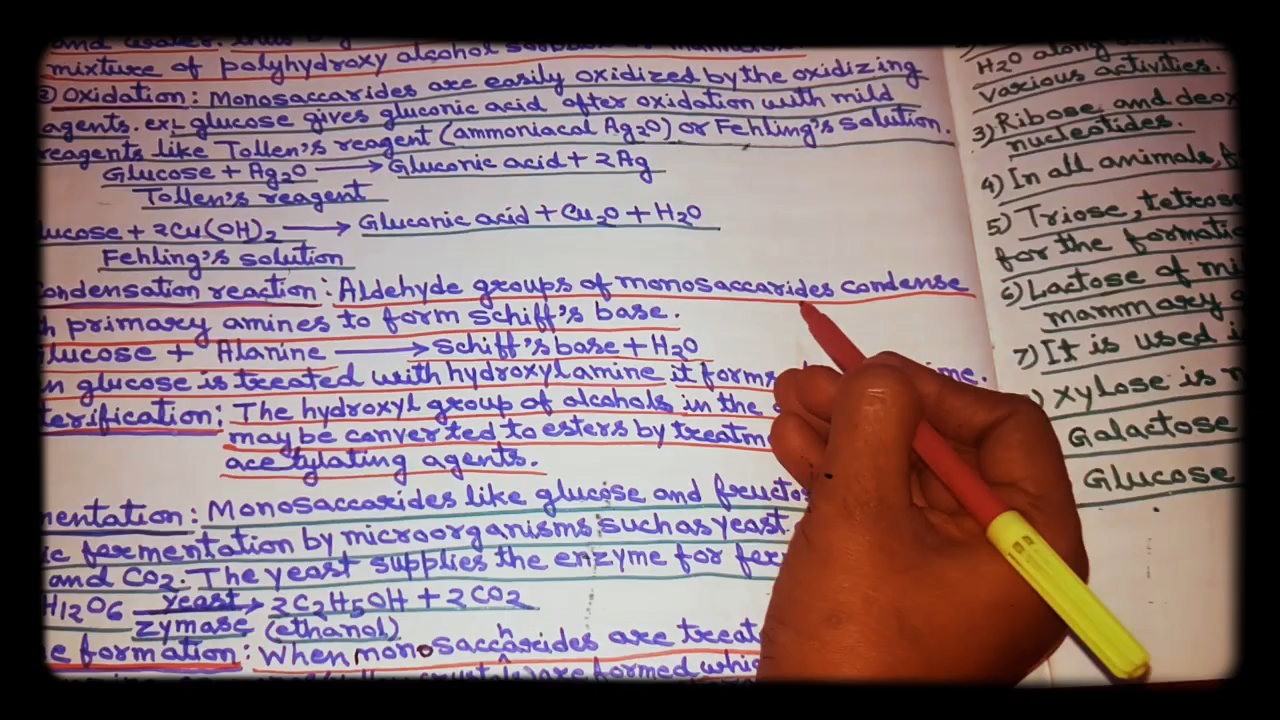 mixture of polyhydroxy alcohol
② Oxidation: Monosaccarides are easily oxidized by the oxidizing
agents. ex:- glucose gives gluconic acid after oxidation with mild
reagents like Tollen's reagent (ammoniacal Ag2O) or Fehling's solution.
Glucose + Ag2O ⟶ Gluconic acid + 2Ag
Tollen's reagent
lucose + 2Cu(OH)2 ⟶ Gluconic acid + Cu2O + H2O
Fehling's solution
ondensation reaction: Aldehyde groups of monosaccarides condense
h primary amines to form Schiff's base.
lucose + Alanine ⟶ Schiff's base + H2O
n glucose is treated with hydroxylamine it forms
terification: The hydroxyl group of alcohols in the
may be converted to esters by treatm
acetylating agents.
mentation: Monosaccarides like glucose and fructos
ic fermentation by microorganisms such as yeast
and CO2. The yeast supplies the enzyme for fer
H12O6 yeast ⟶ 2C2H5OH + 2CO2
zymase (ethanol)
e formation: When monosaccharides are treat
are formed whic
H2O along
various activities.
3) Ribose and deox
nucleotides.
4) In all animals,
5) Triose, tetrose
for the formatio
6) Lactose of mi
mammary g
7) It is used i
xylose is n
Galactose
Glucose